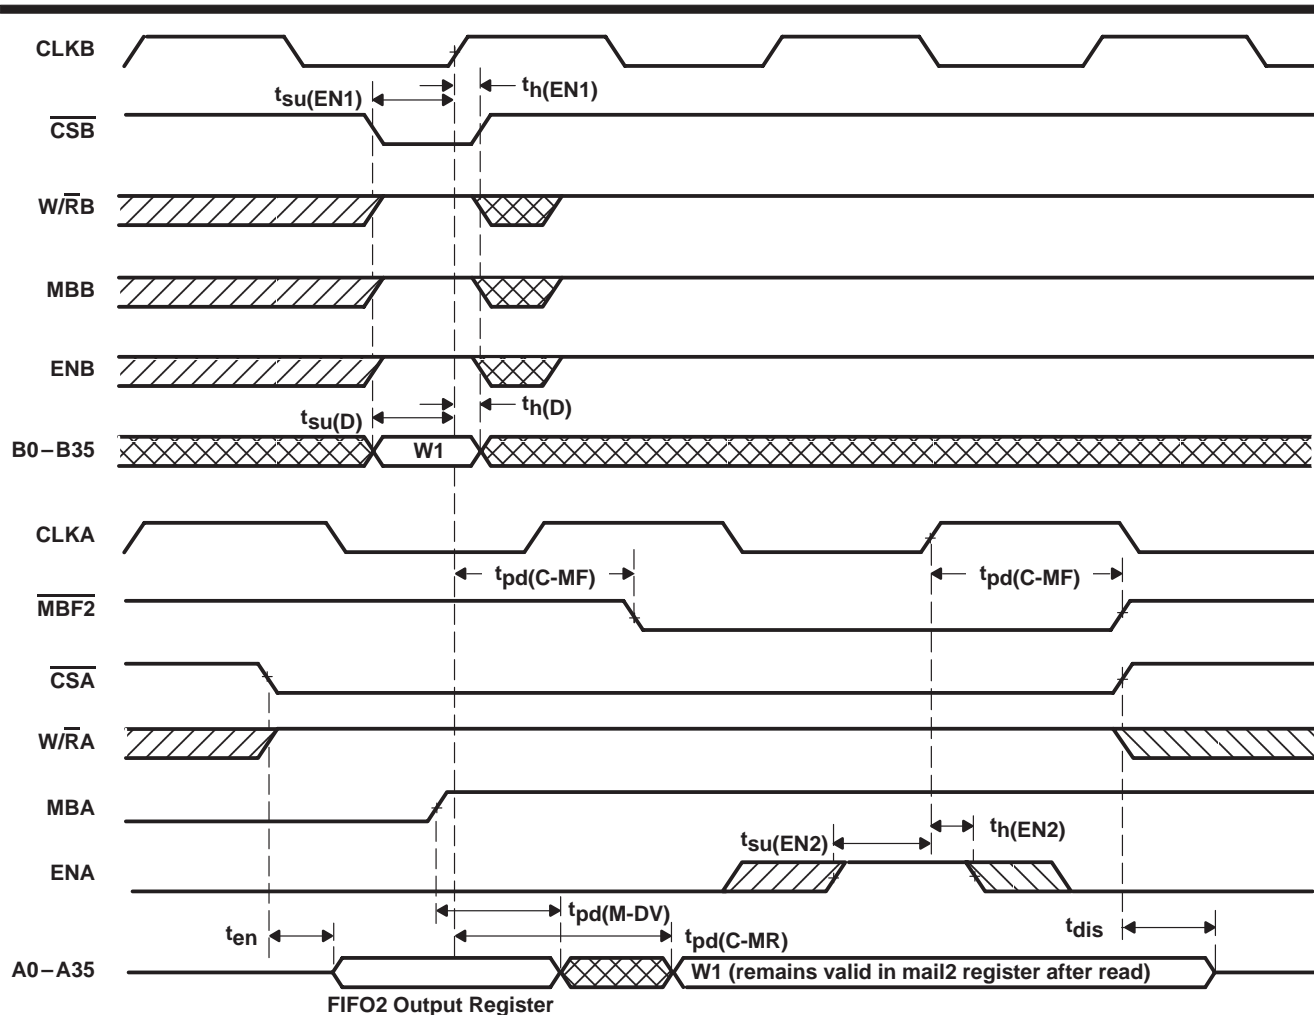 CLKB
tsu(EN1)
th(EN1)
CSB
W/RB
MBB
ENB
tsu(D)
th(D)
B0–B35
W1
CLKA
tpd(C-MF)
tpd(C-MF)
MBF2
CSA
W/RA
MBA
tsu(EN2)
th(EN2)
ENA
tpd(M-DV)
ten
tpd(C-MR)
tdis
A0–A35
W1 (remains valid in mail2 register after read)
FIFO2 Output Register